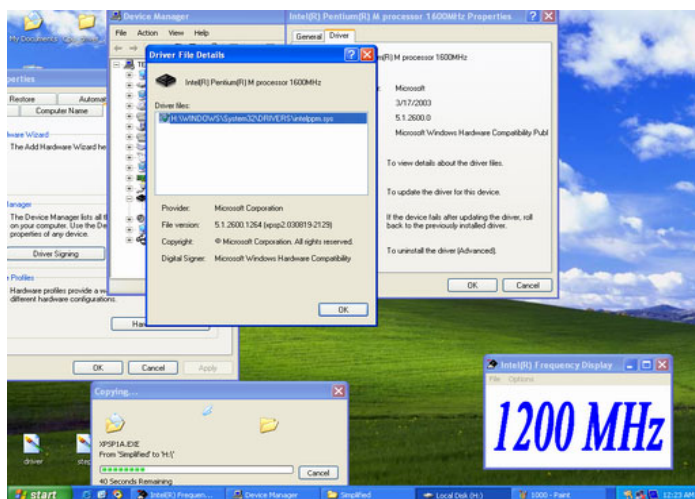 My Documents
Device Manager
File Action View Help
Intel(R) Pentium(R) M processor 1600MHz Properties
General Driver
Driver File Details
Intel(R) Pentium(R) M processor 1600MHz
Driver files:
H:\WINDOWS\System32\DRIVERS\intelppm.sys
Provider: Microsoft Corporation
File version: 5.1.2600.1264 (xpsp2.030819-2129)
Copyright: © Microsoft Corporation. All rights reserved.
Digital Signer: Microsoft Windows Hardware Compatibility
OK
M processor 1600MHz
Microsoft
3/17/2003
5.1.2600.0
Microsoft Windows Hardware Compatibility Publ
To view details about the driver files.
To update the driver for this device.
If the device fails after updating the driver, roll
back to the previously installed driver.
To uninstall the driver (Advanced).
OK Cancel
perties
Restore Automat
Computer Name
dware Wizard
The Add Hardware Wizard he
Manager
The Device Manager lists all t
on your computer. Use the De
properties of any device.
Driver Signing
Profiles
Hardware profiles provide a w
different hardware configurations.
Har
OK Cancel Apply
Copying...
XPSP1A.EXE
From 'Simplified' to 'H:\'
40 Seconds Remaining
Cancel
Intel(R) Frequency Display
File Options
1200 MHz
driver
step
start
Intel(R) Frequen...
Device Manager
Simplified
Local Disk (H:)
1000 - Paint
12:23 AM